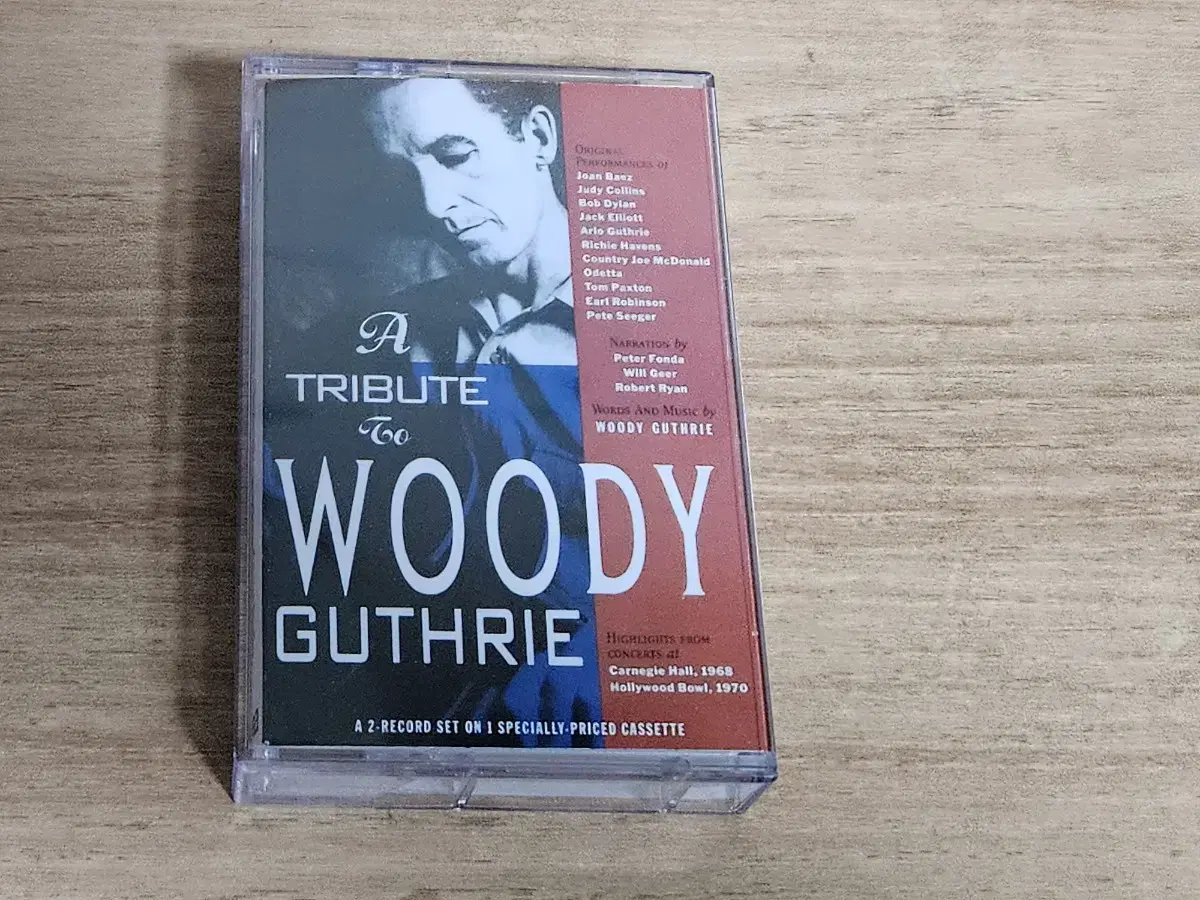 A
TRIBUTE
To
WOODY
GUTHRIE
ORIGINAL
PERFORMANCES of
Joan Baez
Judy Collins
Bob Dylan
Jack Elliott
Arlo Guthrie
Richie Havens
Country Joe McDonald
Odetta
Tom Paxton
Earl Robinson
Pete Seeger
NARRATION by
Peter Fonda
Will Geer
Robert Ryan
WORDS AND MUSIC by
WOODY GUTHRIE
HIGHLIGHTS FROM
CONCERTS at
Carnegie Hall, 1968
Hollywood Bowl, 1970
A 2-RECORD SET ON 1 SPECIALLY-PRICED CASSETTE